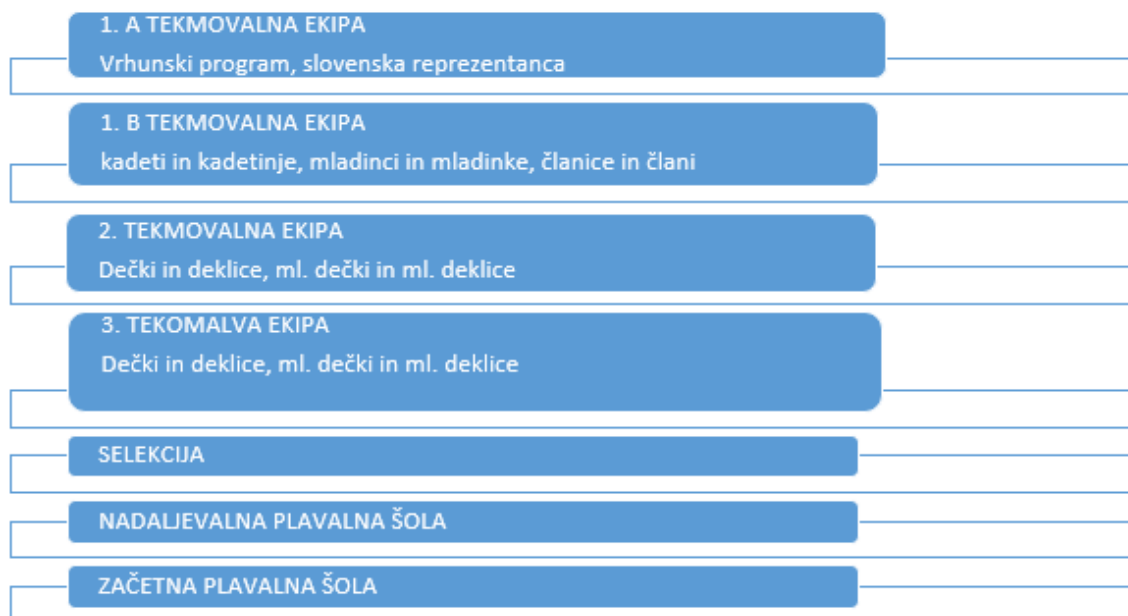 1. A TEKMOVALNA EKIPA
Vrhunski program, slovenska reprezentanca
1. B TEKMOVALNA EKIPA
kadeti in kadetinje, mladinci in mladinke, članice in člani
2. TEKMOVALNA EKIPA
Dečki in deklice, ml. dečki in ml. deklice
3. TEKOMALVA EKIPA
Dečki in deklice, ml. dečki in ml. deklice
SELEKCIJA
NADALJEVALNA PLAVALNA ŠOLA
ZAČETNA PLAVALNA ŠOLA